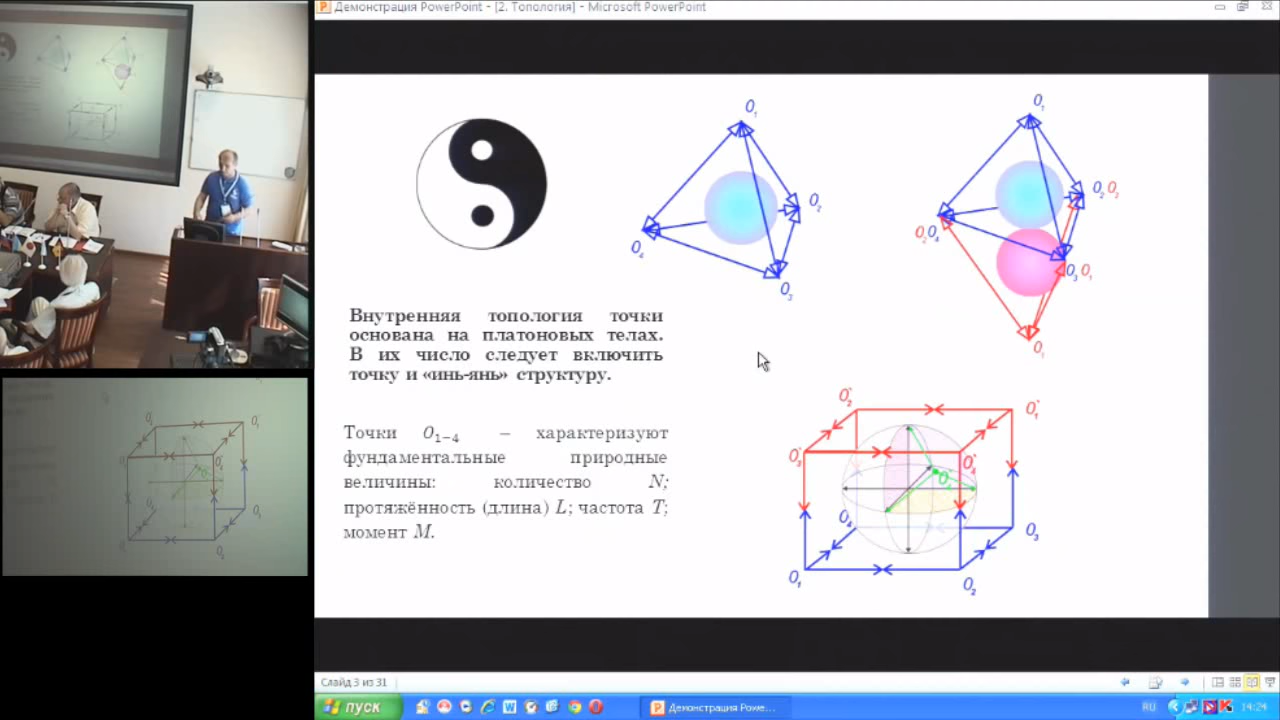 Демонстрация PowerPoint - [2. Топология] - Microsoft PowerPoint
O1
O2
O3
O4
O1
O2 O3
O2 O4
O3 O1
O1
Внутренняя топология точки
основана на платоновых телах.
В их число следует включить
точку и «инь-янь» структуру.
Точки O1–4 – характеризуют
фундаментальные природные
величины: количество N;
протяжённость (длина) L; частота T;
момент M.
O2
O1
O3
O4
O4
O3
O1
O2
Слайд 3 из 31
пуск
Демонстрация Powe...
RU
14:24